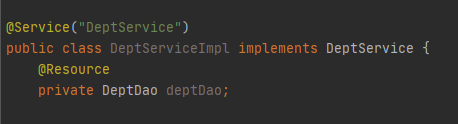 @Service("DeptService")
public class DeptServiceImpl implements DeptService {
@Resource
private DeptDao deptDao;